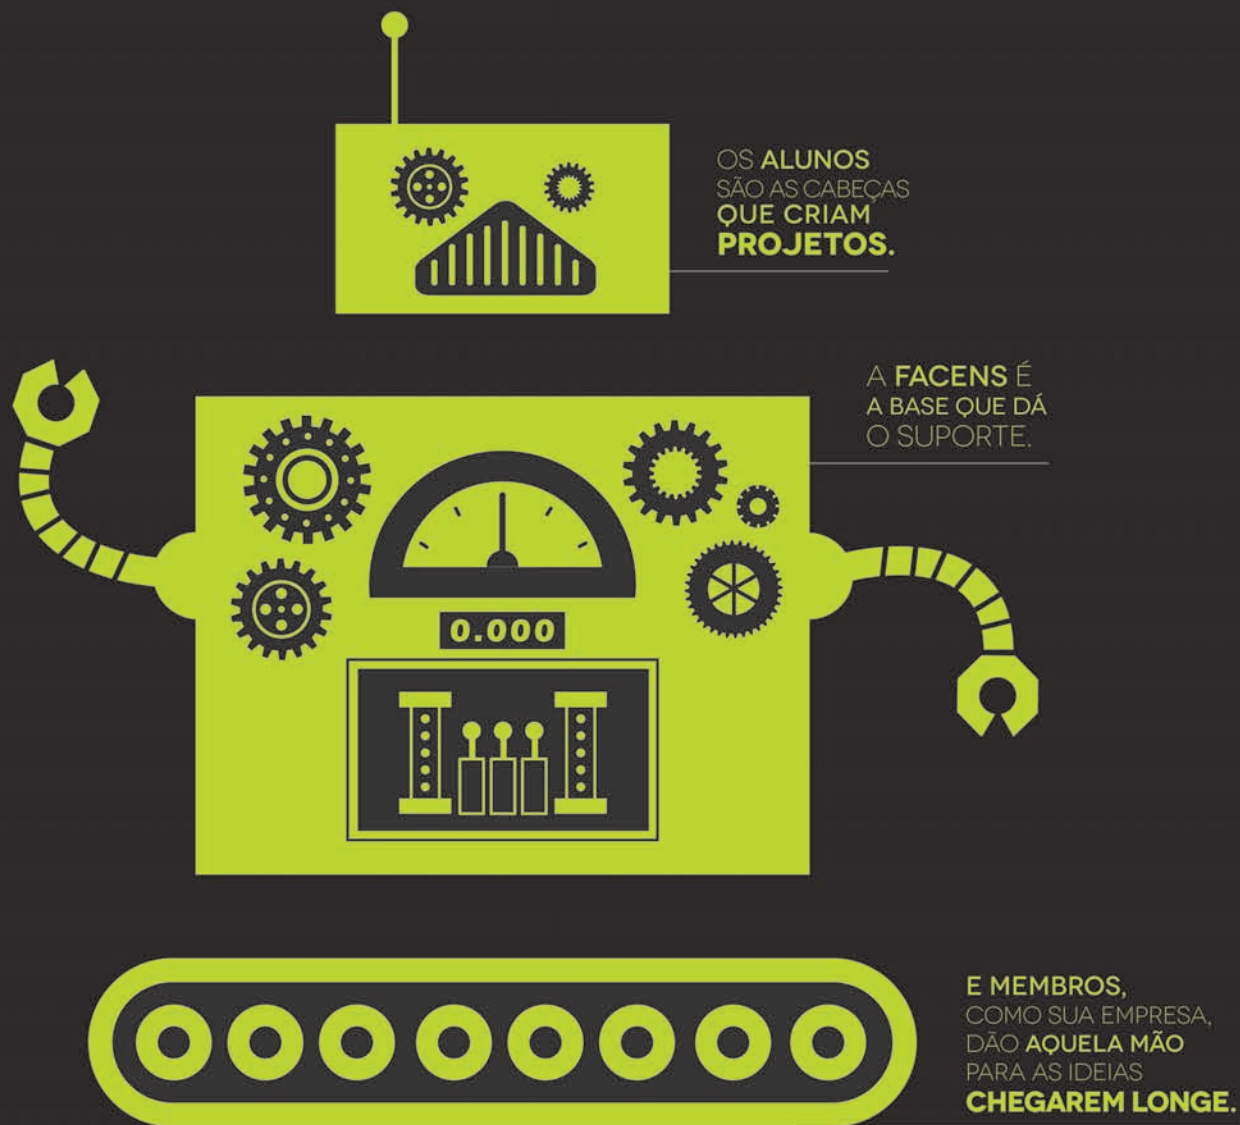 OS ALUNOS
SÃO AS CABEÇAS
QUE CRIAM
PROJETOS.
A FACENS É
A BASE QUE DÁ
O SUPORTE.
0.000
E MEMBROS,
COMO SUA EMPRESA,
DÃO AQUELA MÃO
PARA AS IDEIAS
CHEGAREM LONGE.